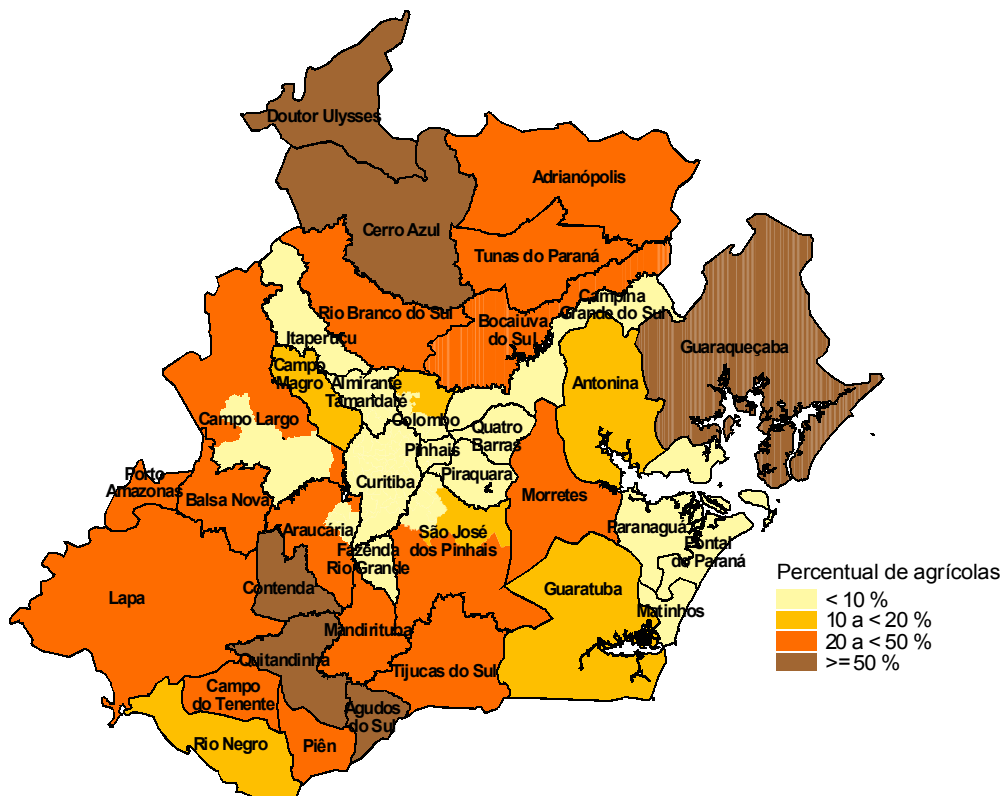 Doutor Ulysses
Adrianópolis
Cerro Azul
Tunas do Paraná
Campina
Grande do Sul
Rio Branco do Sul
Bocaiúva
do Sul
Itaperuçu
Guaraqueçaba
Campo
Magro
Almirante
Tamandaré
Antonina
Campo Largo
Colombo
Quatro
Barras
Pinhais
Porto
Amazonas
Curitiba
Piraquara
Balsa Nova
Morretes
Araucária
São José
dos Pinhais
Paranaguá
Pontal
do Paraná
Fazenda
Rio Grande
Contenda
Guaratuba
Lapa
Matinhos
Mandirituba
Quitandinha
Tijucas do Sul
Campo
do Tenente
Agudos
do Sul
Rio Negro
Piên
Percentual de agrícolas
< 10 %
10 a < 20 %
20 a < 50 %
>= 50 %